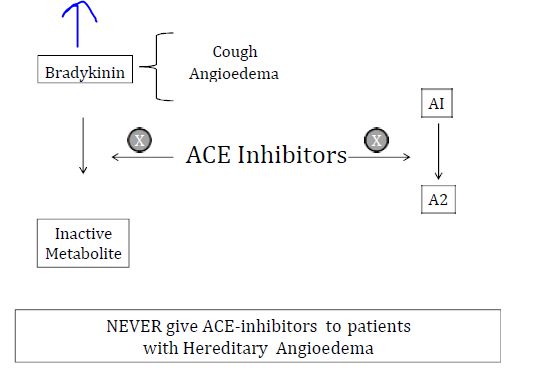 Bradykinin
Cough
Angioedema
AI
X
ACE Inhibitors
X
A2
Inactive
Metabolite
NEVER give ACE-inhibitors to patients
with Hereditary Angioedema